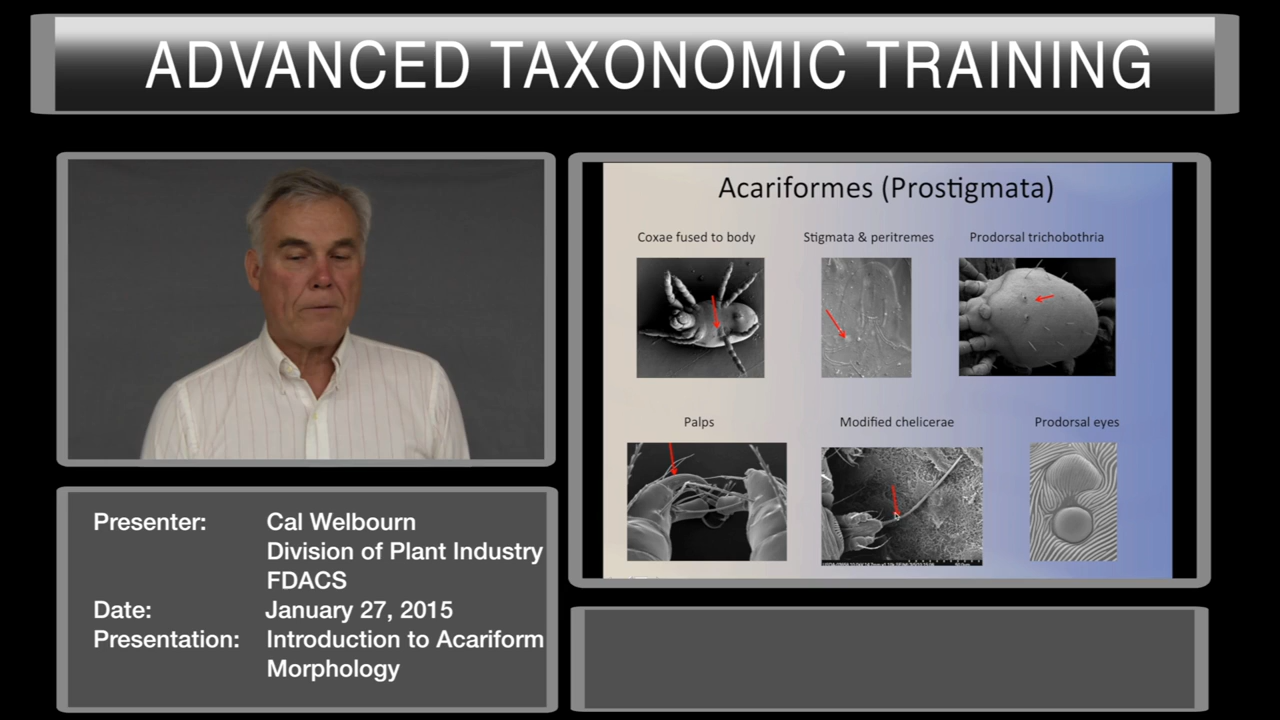 ADVANCED TAXONOMIC TRAINING
Acariformes (Prostigmata)
Coxae fused to body
Stigmata & peritremes
Prodorsal trichobothria
Palps
Modified chelicerae
Prodorsal eyes
Presenter: Cal Welbourn
Division of Plant Industry
FDACS
Date: January 27, 2015
Presentation: Introduction to Acariform
Morphology